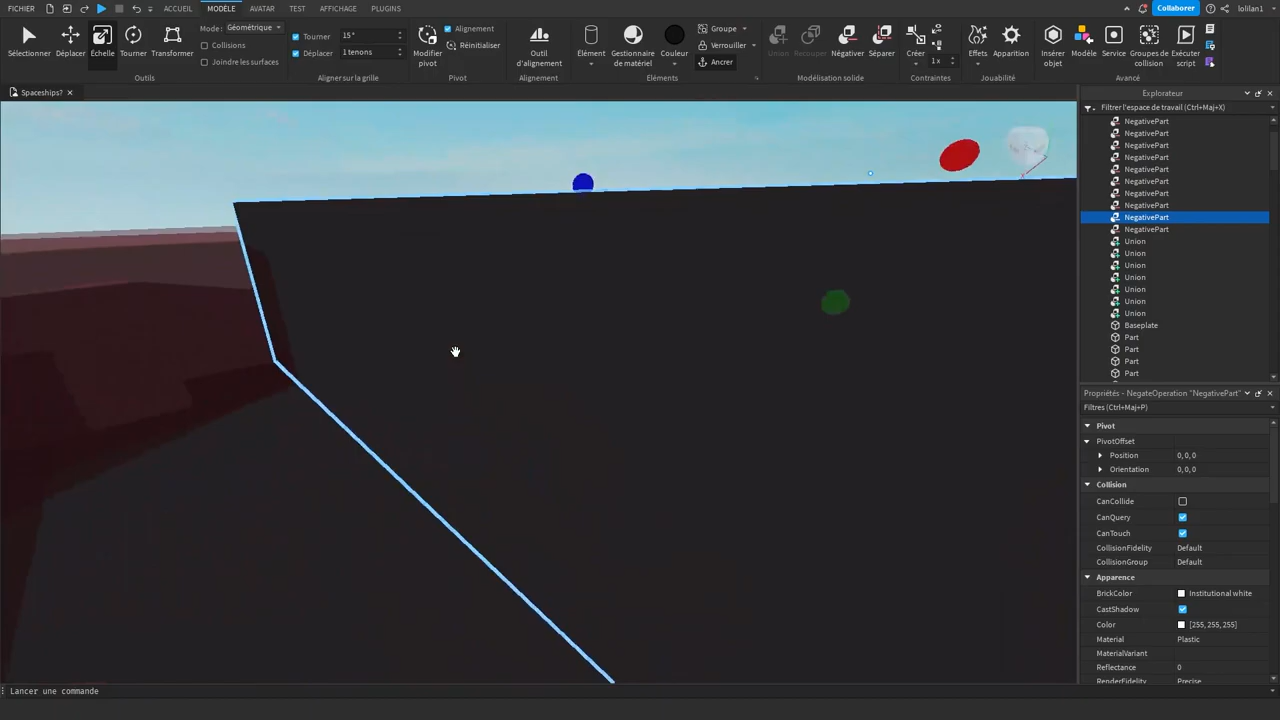 FICHIER ACCUEIL MODÈLE AVATAR TEST AFFICHAGE PLUGINS Collaborer lolilan1
Sélectionner Déplacer Échelle Tourner Transformer
Mode: Géométrique
Collisions
Joindre les surfaces
Outils
Tourner 15°
Déplacer 1 tenons
Aligner sur la grille
Modifier pivot
Alignement
Réinitialiser
Pivot
Outil d'alignement
Alignement
Élément
Gestionnaire de matériel
Couleur
Groupe
Verrouiller
Ancrer
Éléments
Union Recouper Négativer Séparer
Modélisation solide
Créer
1 x
Contraintes
Effets Apparition
Jouabilité
Insérer objet
Modèle Service
Groupes de collision
Exécuter script
Avancé
Spaceships?
Explorateur
Filtrer l'espace de travail (Ctrl+Maj+X)
NegativePart
NegativePart
NegativePart
NegativePart
NegativePart
NegativePart
NegativePart
NegativePart
NegativePart
NegativePart
Union
Union
Union
Union
Union
Union
Union
Baseplate
Part
Part
Part
Part
Propriétés - NegateOperation "NegativePart"
Filtres (Ctrl+Maj+P)
Pivot
PivotOffset
Position 0, 0, 0
Orientation 0, 0, 0
Collision
CanCollide
CanQuery
CanTouch
CollisionFidelity Default
CollisionGroup Default
Apparence
BrickColor Institutional white
CastShadow
Color [255, 255, 255]
Material Plastic
MaterialVariant
Reflectance 0
RenderFidelity Precise
Lancer une commande